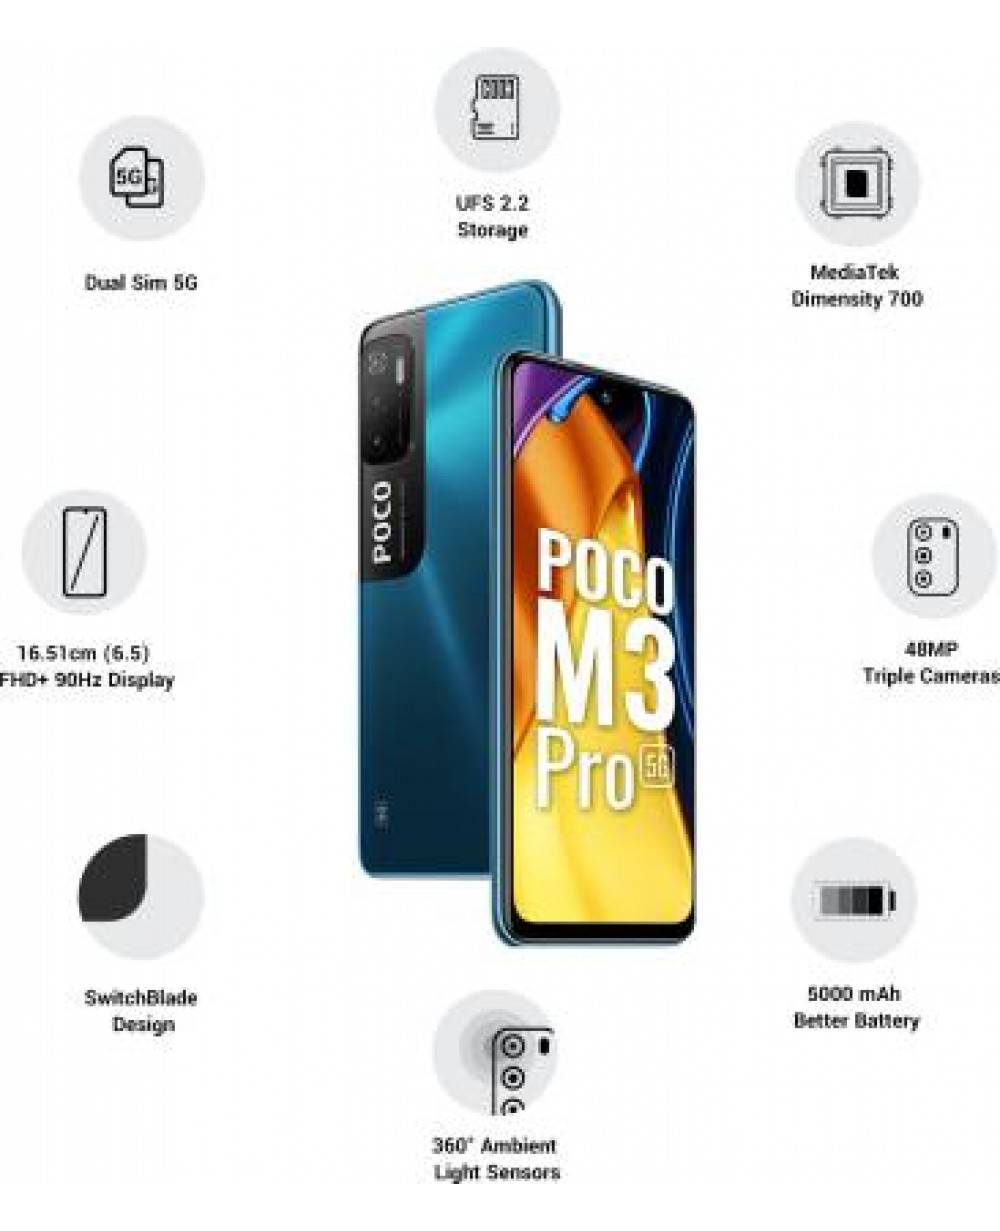 UFS 2.2
Storage
5G
Dual Sim 5G
MediaTek
Dimensity 700
POCO
POCO
M3
Pro 5G
16.51cm (6.5)
FHD+ 90Hz Display
48MP
Triple Cameras
SwitchBlade
Design
5000 mAh
Better Battery
360° Ambient
Light Sensors